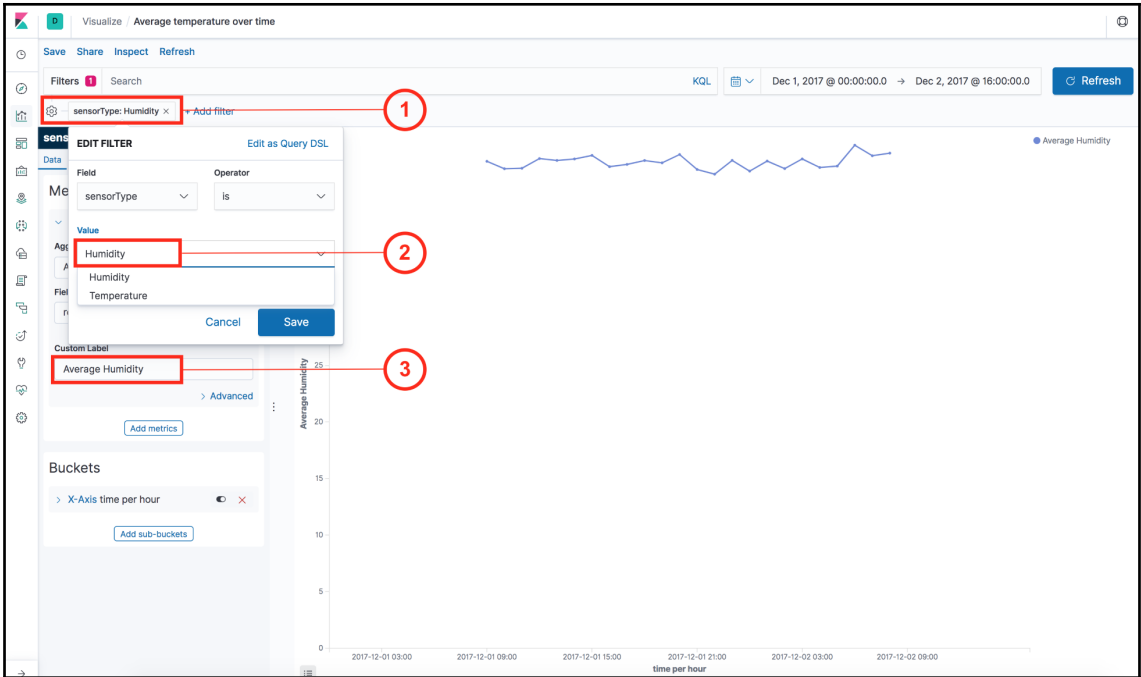 D Visualize / Average temperature over time
Save Share Inspect Refresh
Filters 1 Search KQL Dec 1, 2017 @ 00:00:00.0 → Dec 2, 2017 @ 16:00:00.0 Refresh
sensorType: Humidity × + Add filter 1
sens
EDIT FILTER Edit as Query DSL
Average Humidity
Data
Field Operator
Me
sensorType is
Value
Agg
Humidity 2
A
Humidity
Fiel
Temperature
r
Cancel Save
Custom Label
Average Humidity 3
> Advanced
Add metrics
Buckets
> X-Axis time per hour ×
Add sub-buckets
Average Humidity
25
20
15
10
5
0
2017-12-01 03:00 2017-12-01 09:00 2017-12-01 15:00 2017-12-01 21:00 2017-12-02 03:00 2017-12-02 09:00
time per hour